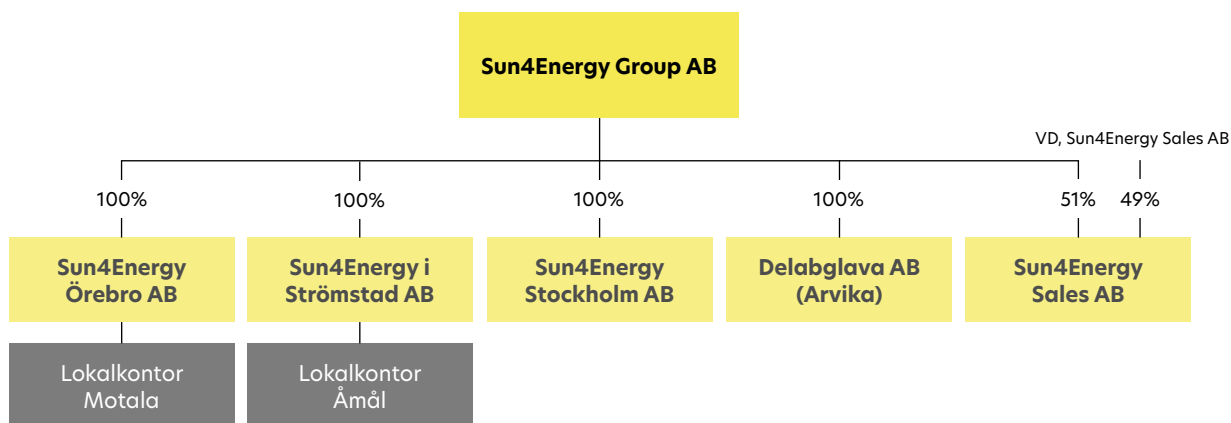 Sun4Energy Group AB
VD, Sun4Energy Sales AB
100%
100%
100%
100%
51%
49%
Sun4Energy
Örebro AB
Sun4Energy i
Strömstad AB
Sun4Energy
Stockholm AB
Delabglava AB
(Arvika)
Sun4Energy
Sales AB
Lokalkontor
Motala
Lokalkontor
Åmål